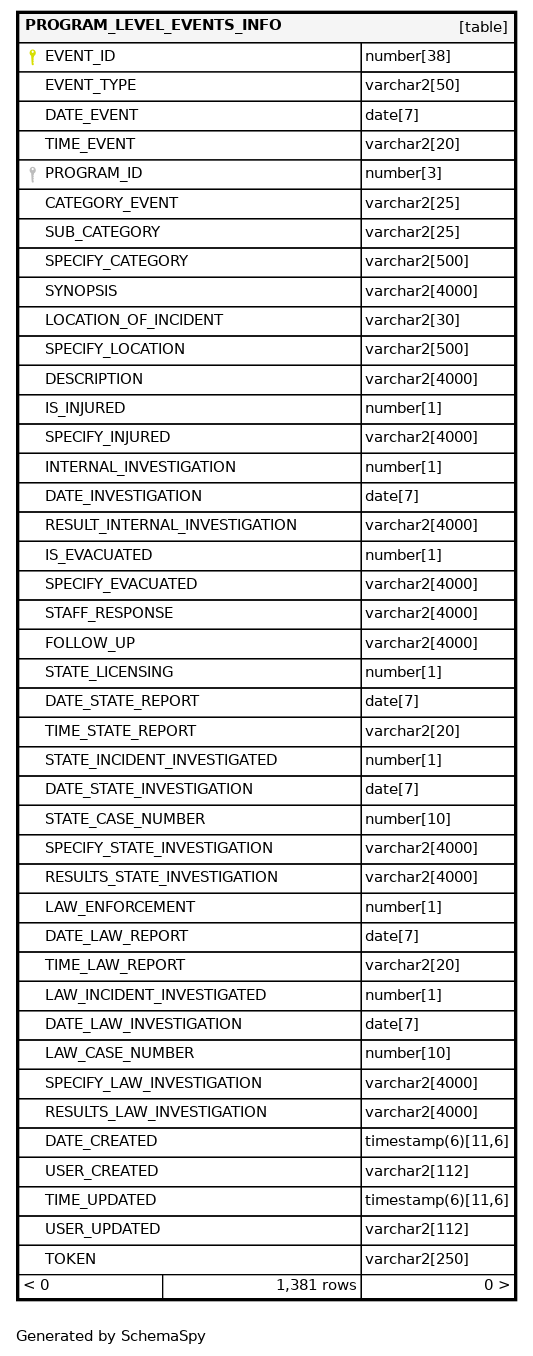 PROGRAM_LEVEL_EVENTS_INFO [table]
EVENT_ID number[38]
EVENT_TYPE varchar2[50]
DATE_EVENT date[7]
TIME_EVENT varchar2[20]
PROGRAM_ID number[3]
CATEGORY_EVENT varchar2[25]
SUB_CATEGORY varchar2[25]
SPECIFY_CATEGORY varchar2[500]
SYNOPSIS varchar2[4000]
LOCATION_OF_INCIDENT varchar2[30]
SPECIFY_LOCATION varchar2[500]
DESCRIPTION varchar2[4000]
IS_INJURED number[1]
SPECIFY_INJURED varchar2[4000]
INTERNAL_INVESTIGATION number[1]
DATE_INVESTIGATION date[7]
RESULT_INTERNAL_INVESTIGATION varchar2[4000]
IS_EVACUATED number[1]
SPECIFY_EVACUATED varchar2[4000]
STAFF_RESPONSE varchar2[4000]
FOLLOW_UP varchar2[4000]
STATE_LICENSING number[1]
DATE_STATE_REPORT date[7]
TIME_STATE_REPORT varchar2[20]
STATE_INCIDENT_INVESTIGATED number[1]
DATE_STATE_INVESTIGATION date[7]
STATE_CASE_NUMBER number[10]
SPECIFY_STATE_INVESTIGATION varchar2[4000]
RESULTS_STATE_INVESTIGATION varchar2[4000]
LAW_ENFORCEMENT number[1]
DATE_LAW_REPORT date[7]
TIME_LAW_REPORT varchar2[20]
LAW_INCIDENT_INVESTIGATED number[1]
DATE_LAW_INVESTIGATION date[7]
LAW_CASE_NUMBER number[10]
SPECIFY_LAW_INVESTIGATION varchar2[4000]
RESULTS_LAW_INVESTIGATION varchar2[4000]
DATE_CREATED timestamp(6)[11,6]
USER_CREATED varchar2[112]
TIME_UPDATED timestamp(6)[11,6]
USER_UPDATED varchar2[112]
TOKEN varchar2[250]
< 0 1,381 rows 0 >
Generated by SchemaSpy